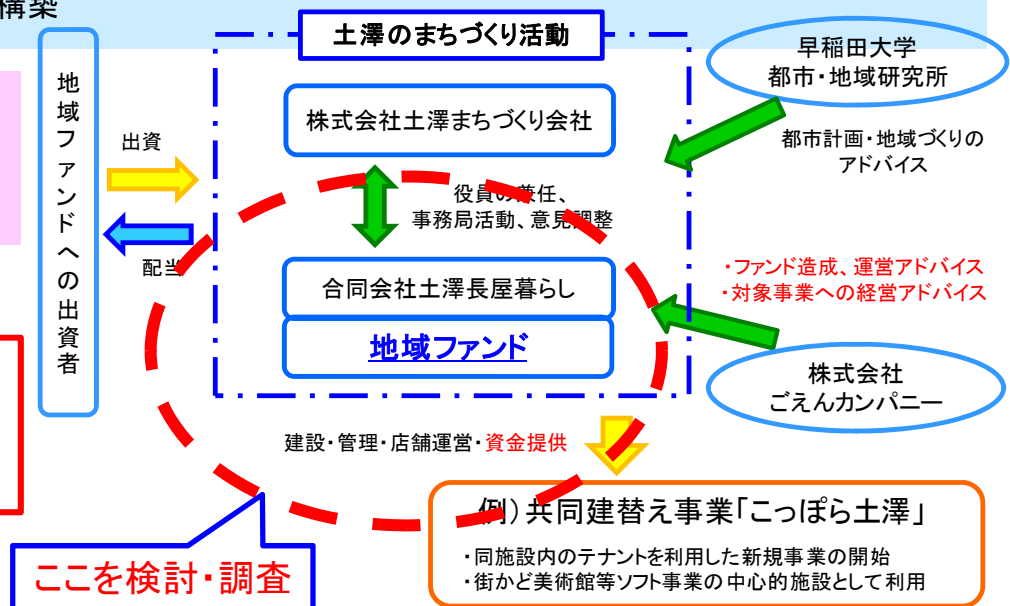 構築
土澤のまちづくり活動
早稲田大学
都市・地域研究所
地域ファンドへの出資者
株式会社土澤まちづくり会社
出資
都市計画・地域づくりの
アドバイス
役員の兼任、
事務局活動、意見調整
配当
・ファンド造成、運営アドバイス
・対象事業への経営アドバイス
合同会社土澤長屋暮らし
地域ファンド
株式会社
ごえんカンパニー
建設・管理・店舗運営・資金提供
例）共同建替え事業「こっぽら土澤」
・同施設内のテナントを利用した新規事業の開始
・街かど美術館等ソフト事業の中心的施設として利用
ここを検討・調査